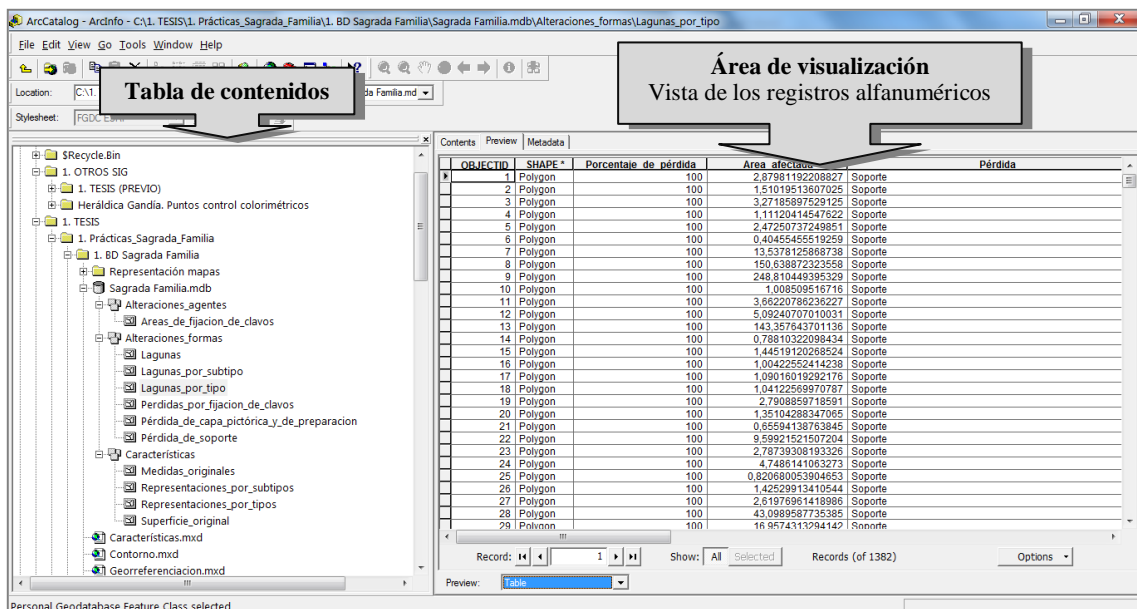 ArcCatalog - ArcInfo - C:\1. TESIS\1. Prácticas_Sagrada_Familia\1. BD Sagrada Familia\Sagrada Familia.mdb\Alteraciones_formas\Lagunas_por_tipo
File Edit View Go Tools Window Help
Tabla de contenidos
Área de visualización
Vista de los registros alfanuméricos
Location: C:\1. da Familia.md
Stylesheet: FGDC
Contents Preview Metadata
$Recycle.Bin
1. OTROS SIG
1. TESIS (PREVIO)
Heráldica Gandía. Puntos control colorimétricos
1. TESIS
1. Prácticas_Sagrada_Familia
1. BD Sagrada Familia
Representación mapas
Sagrada Familia.mdb
Alteraciones_agentes
Areas_de_fijacion_de_clavos
Alteraciones_formas
Lagunas
Lagunas_por_subtipo
Lagunas_por_tipo
Perdidas_por_fijacion_de_clavos
Pérdida_de_capa_pictórica_y_de_preparacion
Pérdida_de_soporte
Características
Medidas_originales
Representaciones_por_subtipos
Representaciones_por_tipos
Superficie_original
Características.mxd
Contorno.mxd
Georreferenciacion.mxd
OBJECTID SHAPE * Porcentaje de pérdida Area afectada Pérdida
1 Polygon 100 2,87981192208827 Soporte
2 Polygon 100 1,51019513607025 Soporte
3 Polygon 100 3,27185897529125 Soporte
4 Polygon 100 1,11120414547622 Soporte
5 Polygon 100 2,47250737249851 Soporte
6 Polygon 100 0,40455455519259 Soporte
7 Polygon 100 13,5378125868738 Soporte
8 Polygon 100 150,638872323558 Soporte
9 Polygon 100 248,810449395329 Soporte
10 Polygon 100 1,008509516716 Soporte
11 Polygon 100 3,66220786236227 Soporte
12 Polygon 100 5,09240707010031 Soporte
13 Polygon 100 143,357643701136 Soporte
14 Polygon 100 0,78810322098434 Soporte
15 Polygon 100 1,44519120268524 Soporte
16 Polygon 100 1,00422552414238 Soporte
17 Polygon 100 1,09016019292176 Soporte
18 Polygon 100 1,04122569970787 Soporte
19 Polygon 100 2,7908859718591 Soporte
20 Polygon 100 1,35104288347065 Soporte
21 Polygon 100 0,65594138763845 Soporte
22 Polygon 100 9,59921521507204 Soporte
23 Polygon 100 2,78739308193326 Soporte
24 Polygon 100 4,7486141063273 Soporte
25 Polygon 100 0,820680053904653 Soporte
26 Polygon 100 1,42529913410544 Soporte
27 Polygon 100 2,61976961418986 Soporte
28 Polygon 100 43,0989587735385 Soporte
29 Polygon 100 16,9574313294142 Soporte
Record: 1 Show: All Selected Records (of 1382) Options
Preview: Table
Personal Geodatabase Feature Class selected